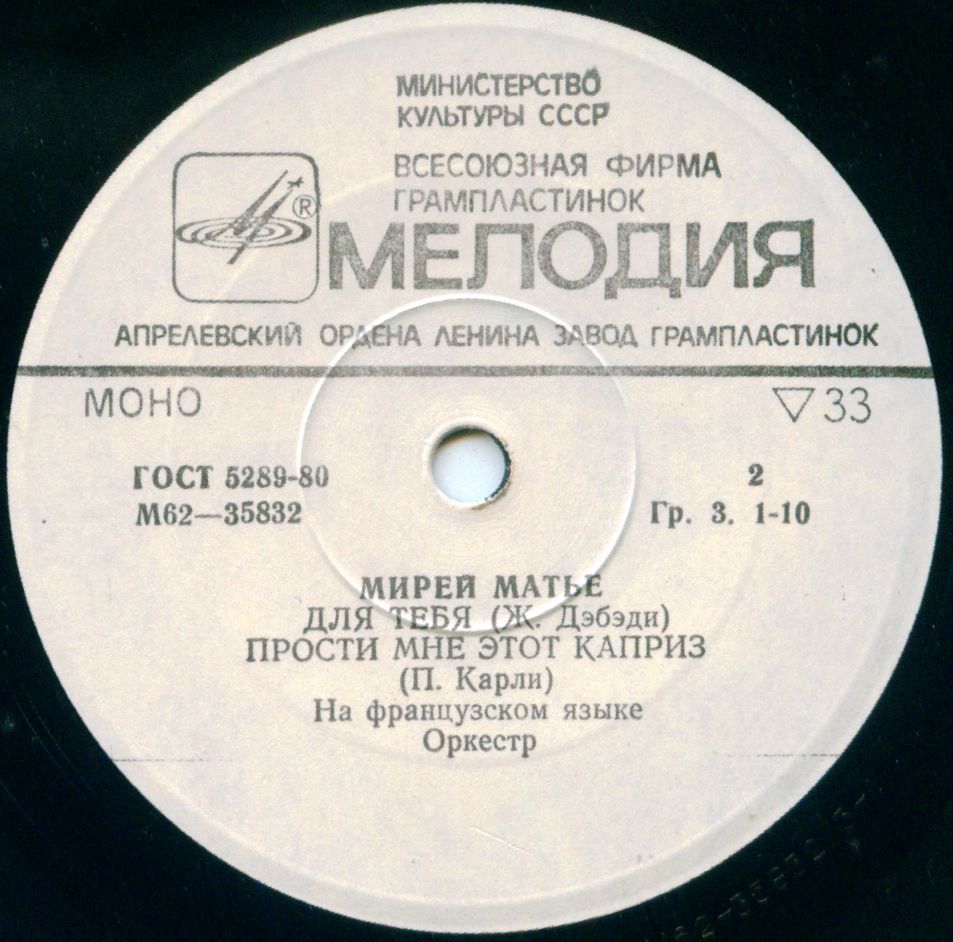 МИНИСТЕРСТВО
КУЛЬТУРЫ СССР
ВСЕСОЮЗНАЯ ФИРМА
ГРАМПЛАСТИНОК
®
МЕЛОДИЯ
АПРЕЛЕВСКИЙ ОРДЕНА ЛЕНИНА ЗАВОД ГРАМПЛАСТИНОК
МОНО ▽33
ГОСТ 5289-80 2
М62—35832 Гр. 3. 1-10
МИРЕЙ МАТЬЕ
ДЛЯ ТЕБЯ (Ж. Дэбэди)
ПРОСТИ МНЕ ЭТОТ КАПРИЗ
(П. Карли)
На французском языке
Оркестр